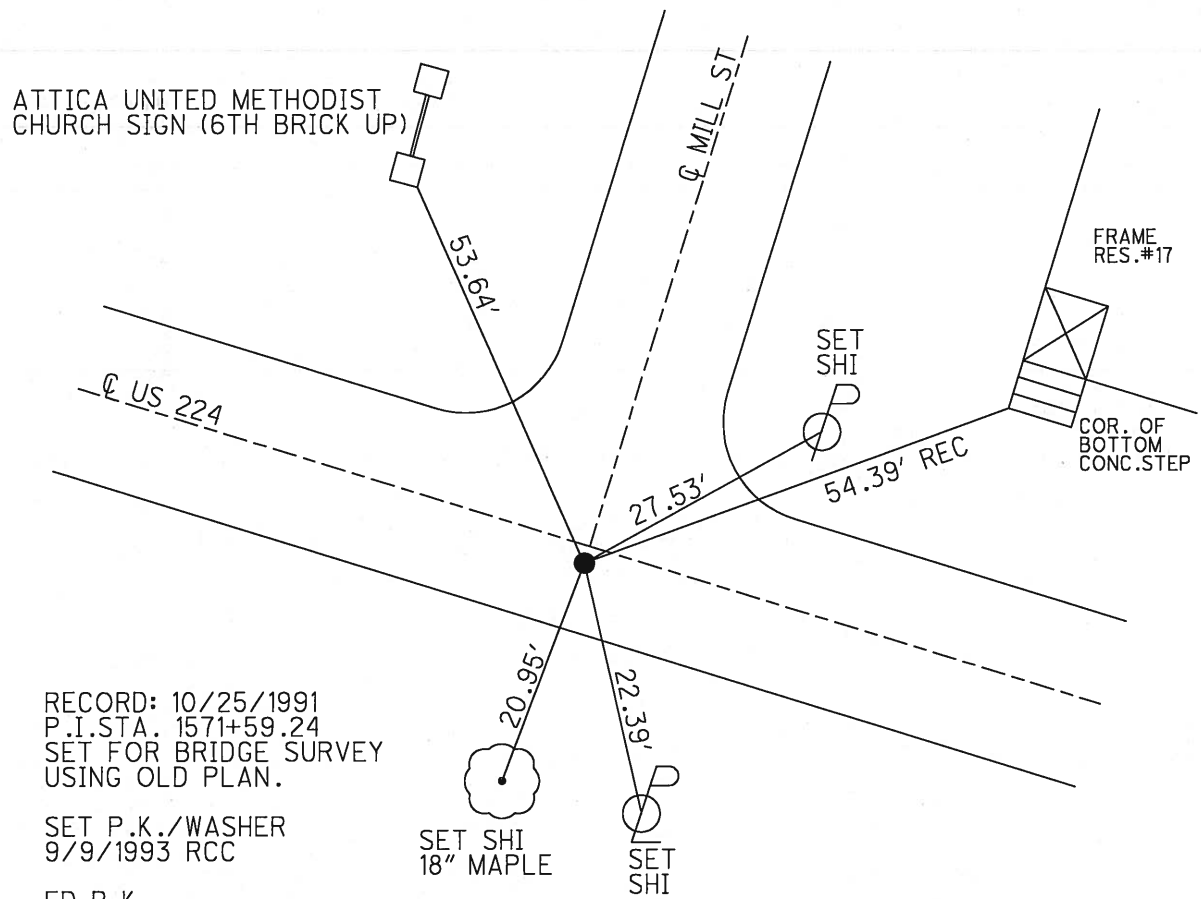 ATTICA UNITED METHODIST
CHURCH SIGN (6TH BRICK UP)
℄ MILL ST
FRAME
RES.#17
53.64'
SET
SHI
℄ US 224
COR. OF
BOTTOM
CONC.STEP
27.53'
54.39' REC
20.95'
22.39'
RECORD: 10/25/1991
P.I.STA. 1571+59.24
SET FOR BRIDGE SURVEY
USING OLD PLAN.
SET P.K./WASHER
9/9/1993 RCC
SET SHI
18" MAPLE
SET
SHI